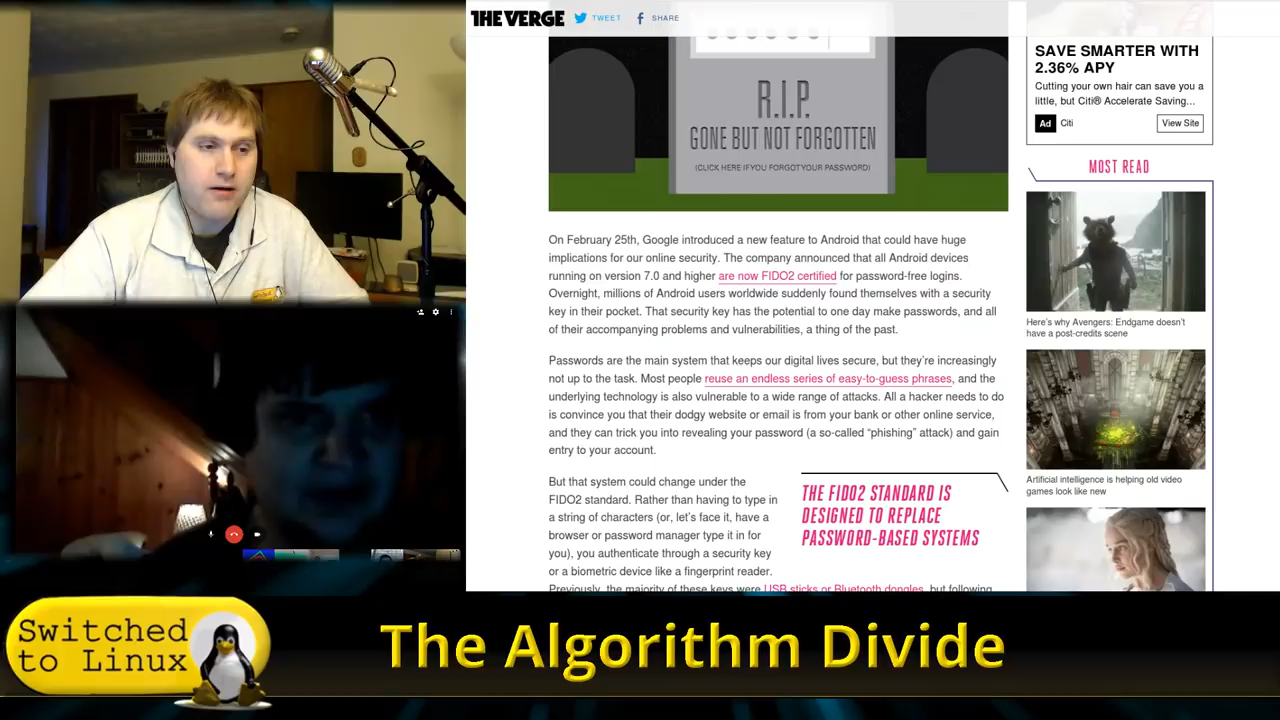 THE VERGE
TWEET
SHARE
R.I.P.
GONE BUT NOT FORGOTTEN
(CLICK HERE IF YOU FORGOT YOUR PASSWORD)
On February 25th, Google introduced a new feature to Android that could have huge
implications for our online security. The company announced that all Android devices
running on version 7.0 and higher are now FIDO2 certified for password-free logins.
Overnight, millions of Android users worldwide suddenly found themselves with a security
key in their pocket. That security key has the potential to one day make passwords, and all
of their accompanying problems and vulnerabilities, a thing of the past.
Passwords are the main system that keeps our digital lives secure, but they're increasingly
not up to the task. Most people reuse an endless series of easy-to-guess phrases, and the
underlying technology is also vulnerable to a wide range of attacks. All a hacker needs to do
is convince you that their dodgy website or email is from your bank or other online service,
and they can trick you into revealing your password (a so-called “phishing” attack) and gain
entry to your account.
But that system could change under the
FIDO2 standard. Rather than having to type in
a string of characters (or, let's face it, have a
browser or password manager type it in for
you), you authenticate through a security key
or a biometric device like a fingerprint reader.
Previously, the majority of these keys were USB sticks or Bluetooth dongles, but following
THE FIDO2 STANDARD IS
DESIGNED TO REPLACE
PASSWORD-BASED SYSTEMS
SAVE SMARTER WITH
2.36% APY
Cutting your own hair can save you a
little, but Citi® Accelerate Saving...
Ad Citi View Site
MOST READ
Here's why Avengers: Endgame doesn't
have a post-credits scene
Artificial intelligence is helping old video
games look like new
Switched
to Linux
The Algorithm Divide